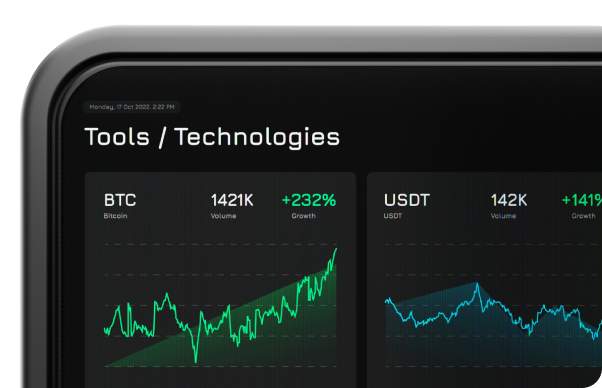 Monday, 17 Oct 2022, 2:22 PM
Tools / Technologies
BTC 1421K +232%
Bitcoin Volume Growth
USDT 142K +141%
USDT Volume Growth